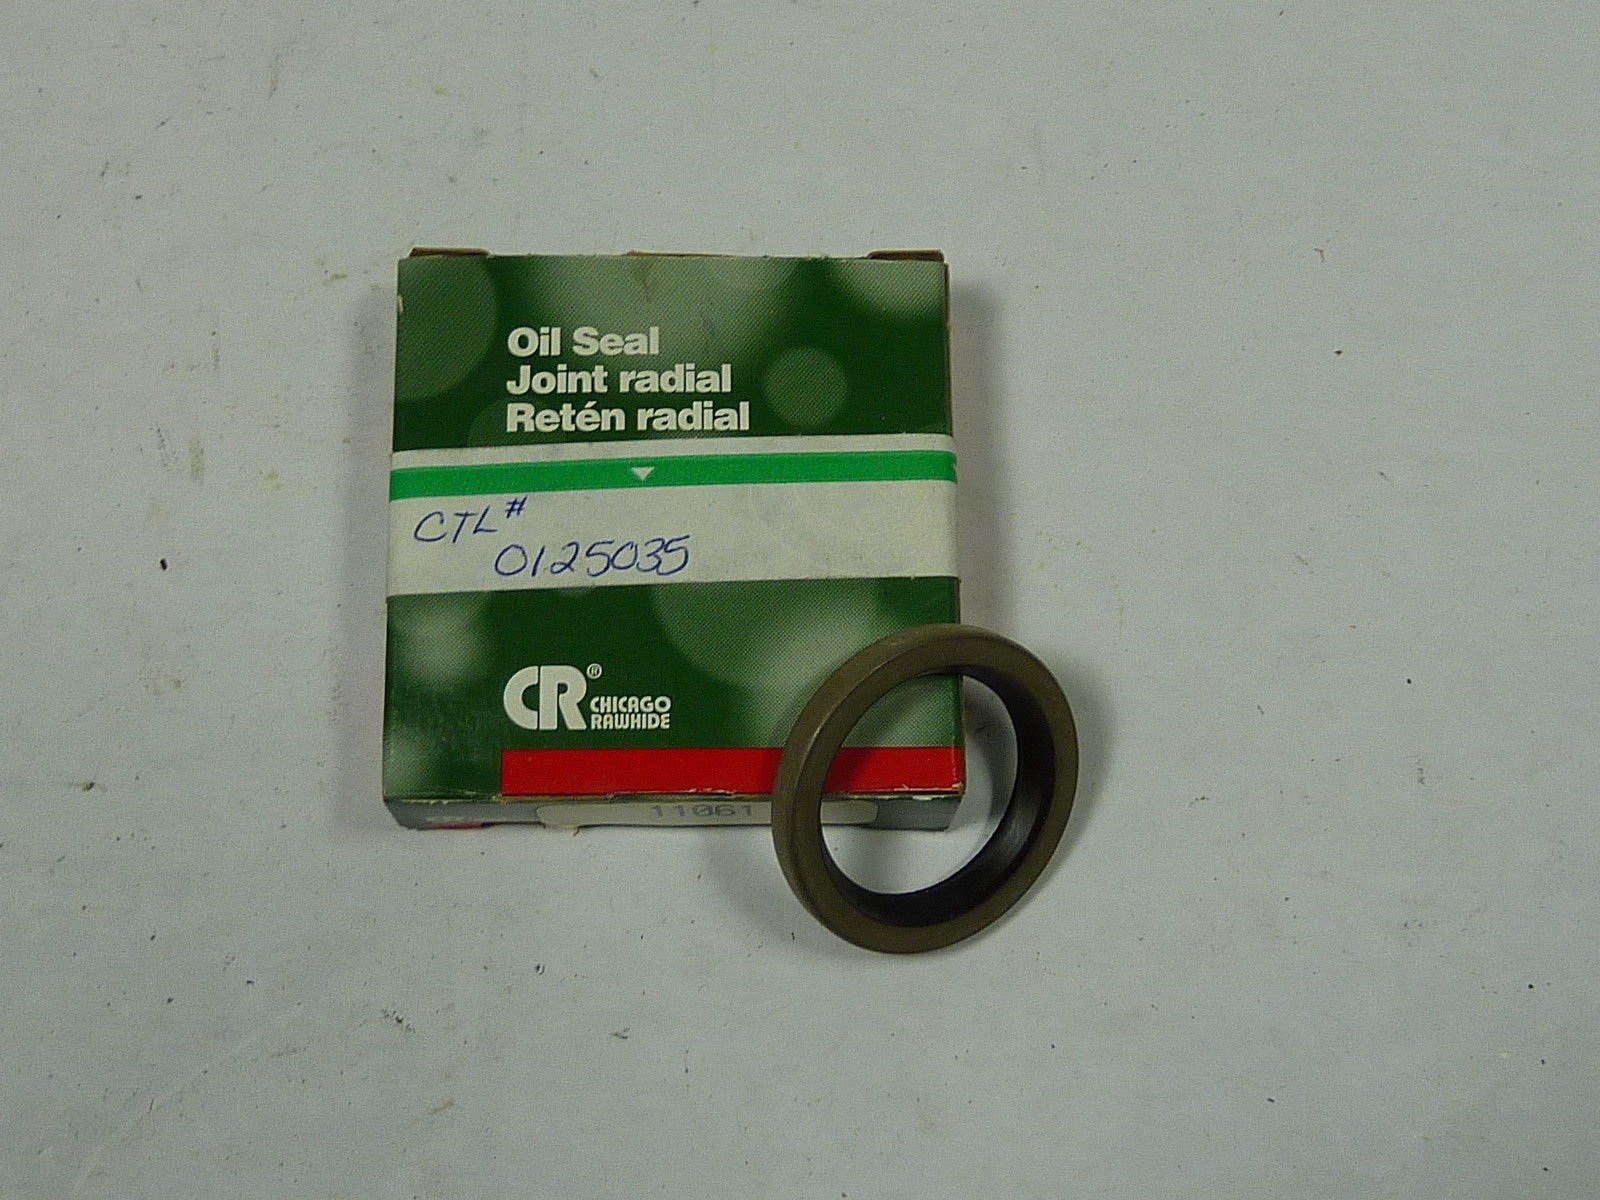 Oil Seal
Joint radial
Retén radial
CTL#
0125035
CR®
CHICAGO
RAWHIDE
11061